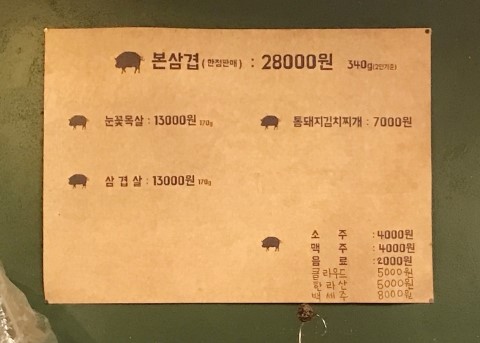 본삼겹 (한정판매) : 28000원 340g(2인기준)
눈꽃목살 : 13000원 170g
통돼지김치찌개 : 7000원
삼겹살 : 13000원 170g
소주 : 4000원
맥주 : 4000원
음료 : 2000원
클라우드 5000원
한라산 5000원
백세주 8000원